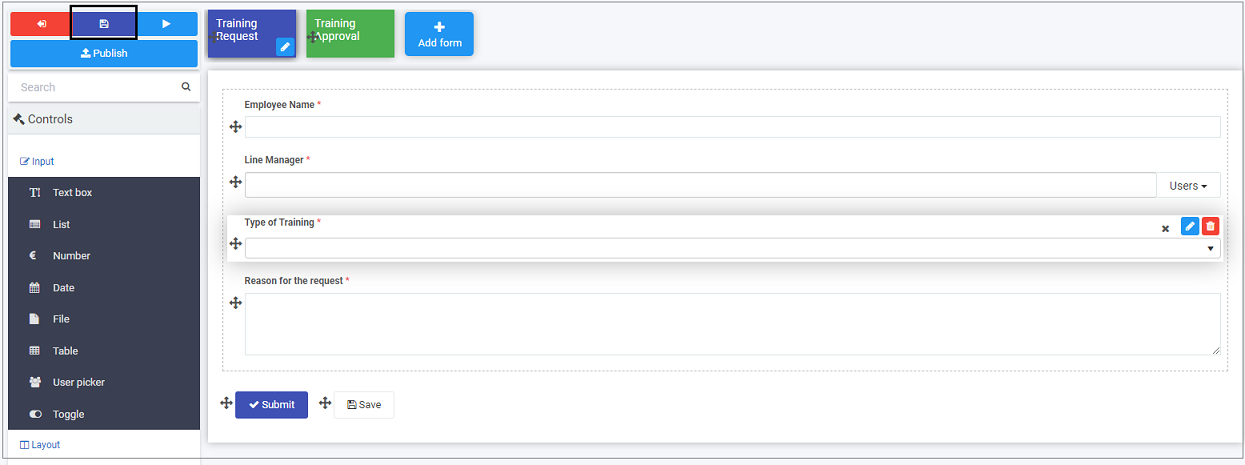 Publish
Search
Controls
Input
Text box
List
Number
Date
File
Table
User picker
Toggle
Layout
Training
Request
Training
Approval
Add form
Employee Name *
Line Manager *
Users
Type of Training *
Reason for the request *
Submit
Save